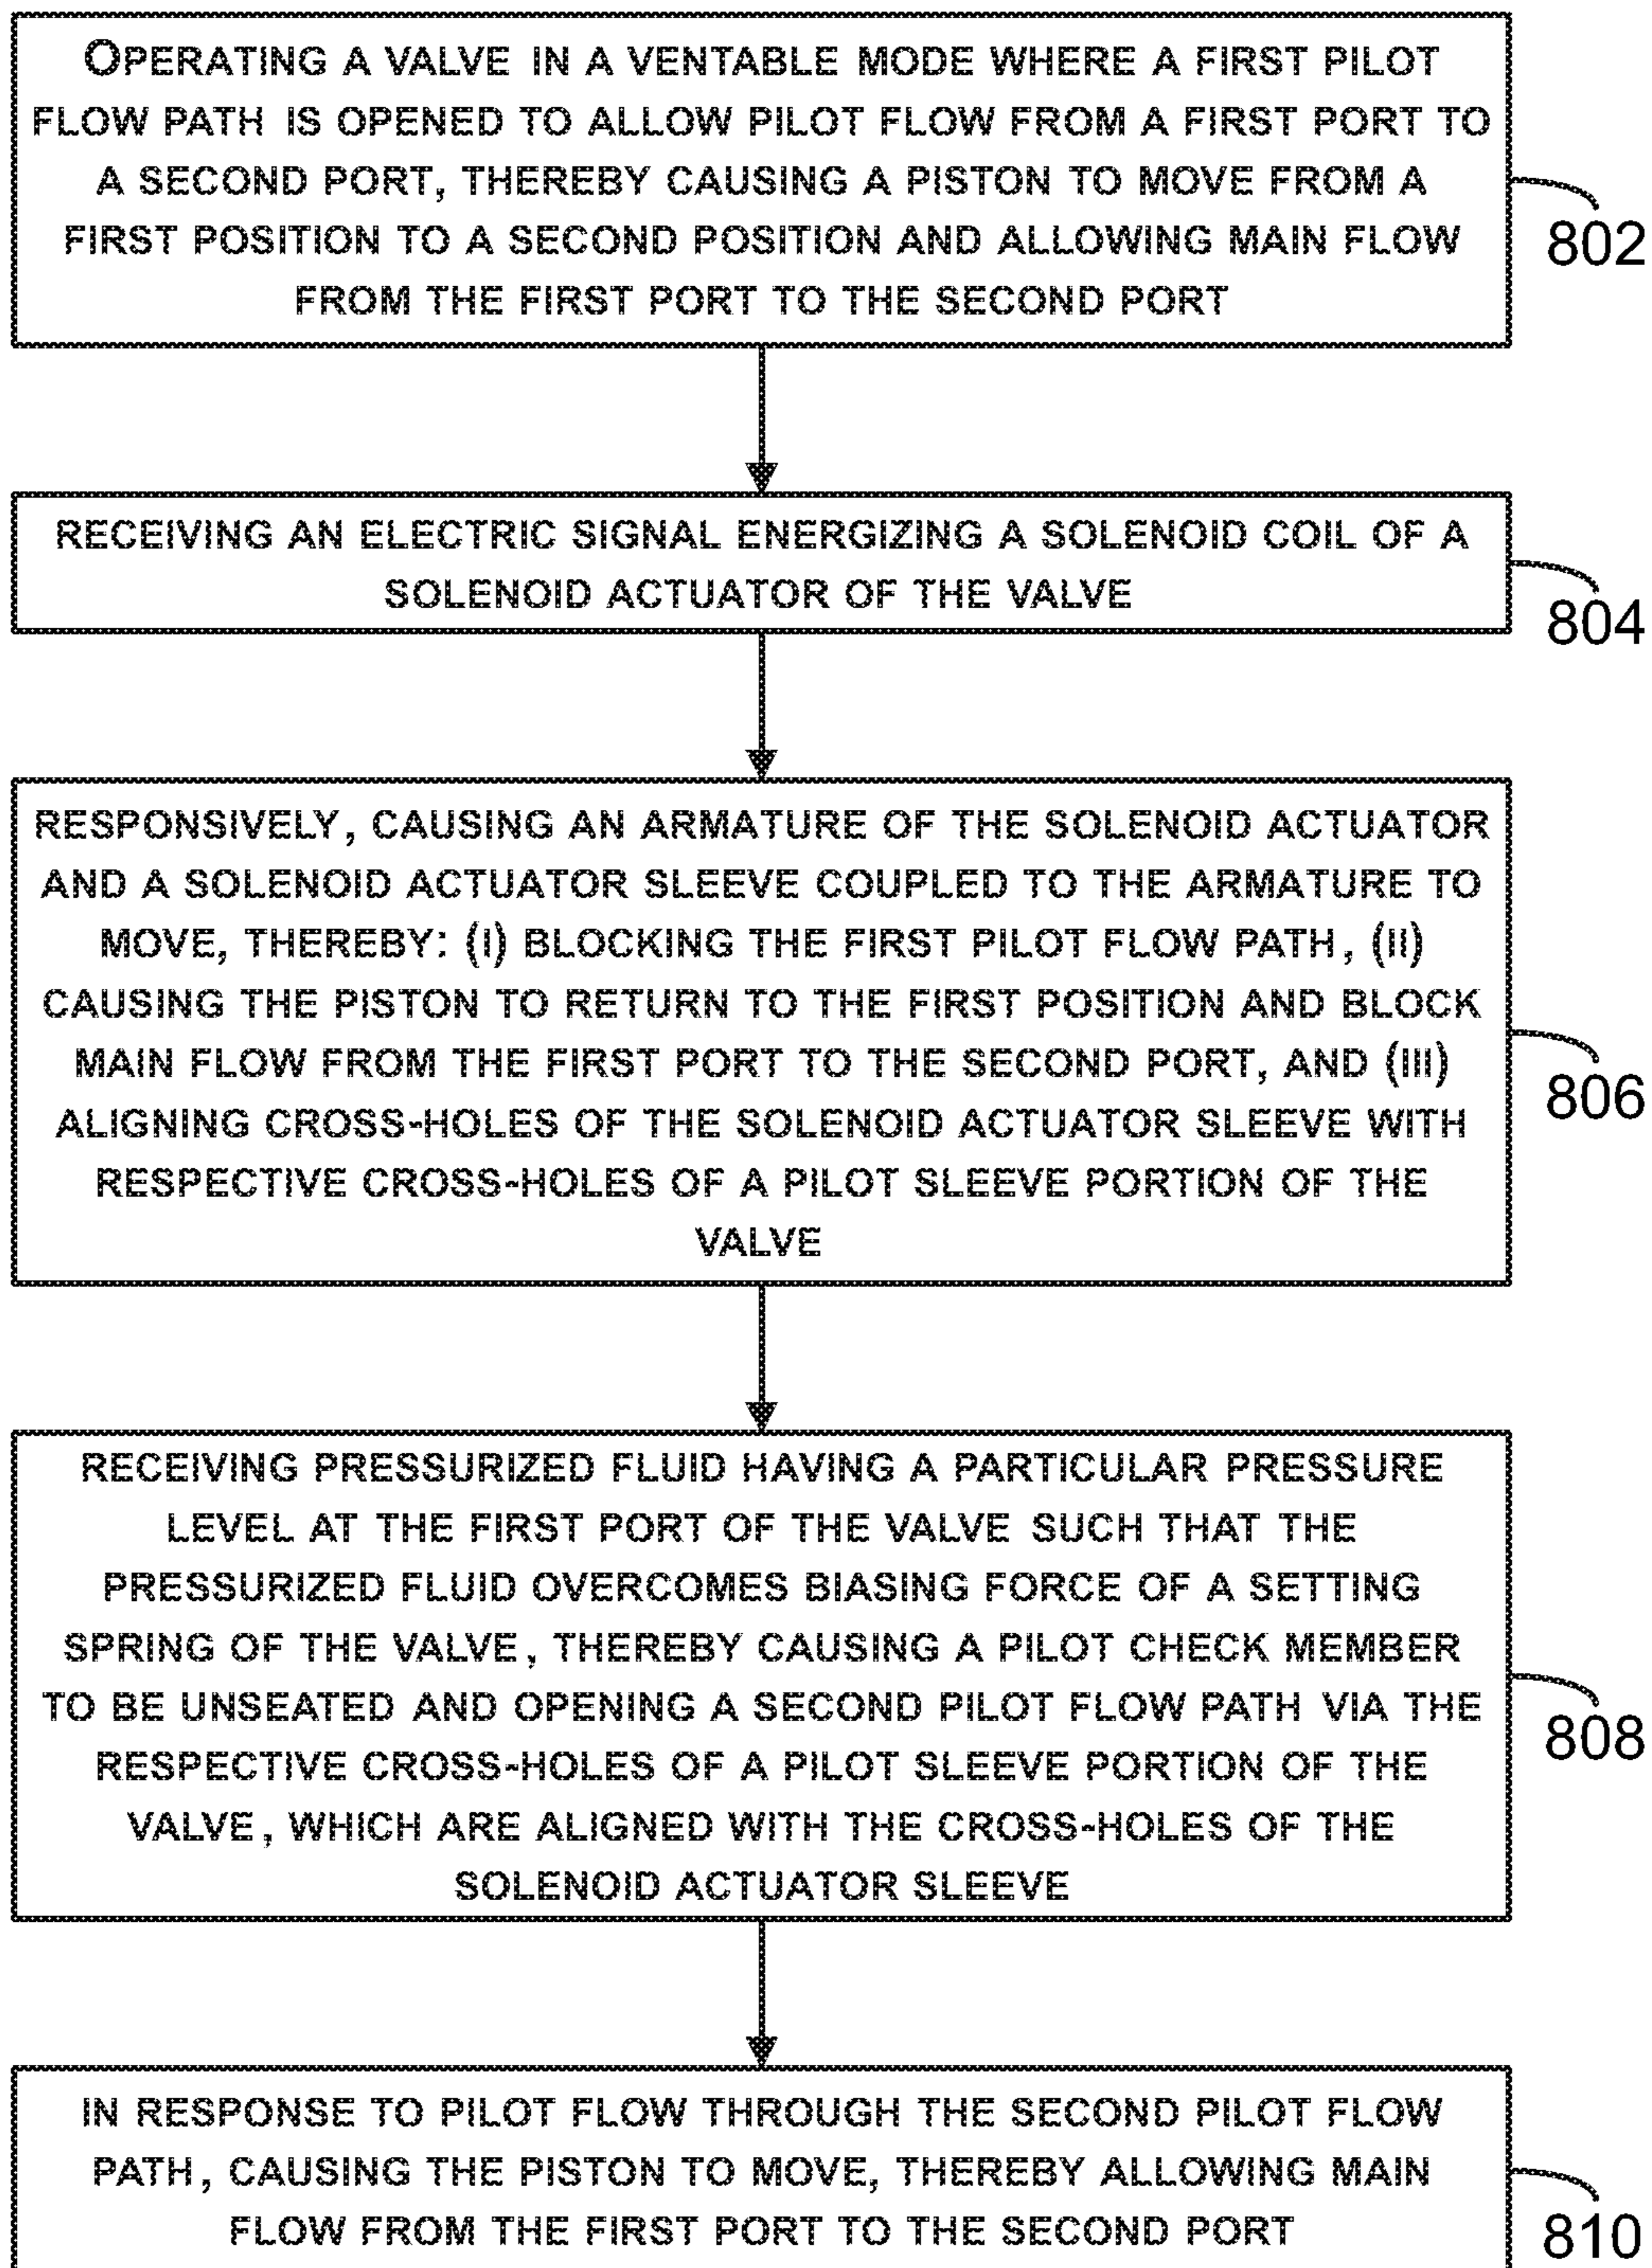 OPERATING A VALVE IN A VENTABLE MODE WHERE A FIRST PILOT
FLOW PATH IS OPENED TO ALLOW PILOT FLOW FROM A FIRST PORT TO
A SECOND PORT, THEREBY CAUSING A PISTON TO MOVE FROM A
FIRST POSITION TO A SECOND POSITION AND ALLOWING MAIN FLOW
FROM THE FIRST PORT TO THE SECOND PORT
802
RECEIVING AN ELECTRIC SIGNAL ENERGIZING A SOLENOID COIL OF A
SOLENOID ACTUATOR OF THE VALVE
804
RESPONSIVELY, CAUSING AN ARMATURE OF THE SOLENOID ACTUATOR
AND A SOLENOID ACTUATOR SLEEVE COUPLED TO THE ARMATURE TO
MOVE, THEREBY: (I) BLOCKING THE FIRST PILOT FLOW PATH, (II)
CAUSING THE PISTON TO RETURN TO THE FIRST POSITION AND BLOCK
MAIN FLOW FROM THE FIRST PORT TO THE SECOND PORT, AND (III)
ALIGNING CROSS-HOLES OF THE SOLENOID ACTUATOR SLEEVE WITH
RESPECTIVE CROSS-HOLES OF A PILOT SLEEVE PORTION OF THE
VALVE
806
RECEIVING PRESSURIZED FLUID HAVING A PARTICULAR PRESSURE
LEVEL AT THE FIRST PORT OF THE VALVE SUCH THAT THE
PRESSURIZED FLUID OVERCOMES BIASING FORCE OF A SETTING
SPRING OF THE VALVE, THEREBY CAUSING A PILOT CHECK MEMBER
TO BE UNSEATED AND OPENING A SECOND PILOT FLOW PATH VIA THE
RESPECTIVE CROSS-HOLES OF A PILOT SLEEVE PORTION OF THE
VALVE, WHICH ARE ALIGNED WITH THE CROSS-HOLES OF THE
SOLENOID ACTUATOR SLEEVE
808
IN RESPONSE TO PILOT FLOW THROUGH THE SECOND PILOT FLOW
PATH, CAUSING THE PISTON TO MOVE, THEREBY ALLOWING MAIN
FLOW FROM THE FIRST PORT TO THE SECOND PORT
810